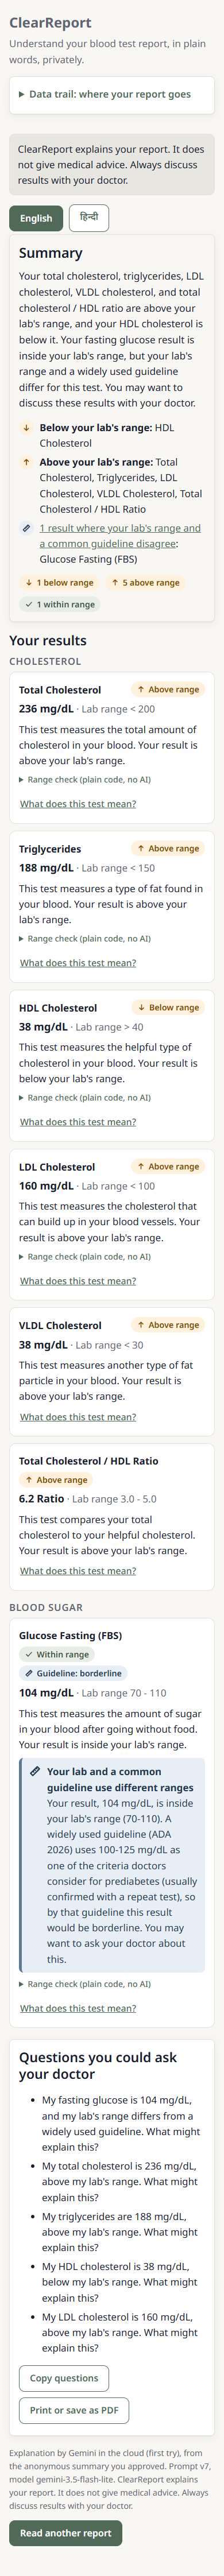 ClearReport
Understand your blood test report, in plain
words, privately.
▶ Data trail: where your report goes
ClearReport explains your report. It does
not give medical advice. Always discuss
results with your doctor.
English
हिन्दी
Summary
Your total cholesterol, triglycerides, LDL
cholesterol, VLDL cholesterol, and total
cholesterol / HDL ratio are above your
lab's range, and your HDL cholesterol is
below it. Your fasting glucose result is
inside your lab's range, but your lab's
range and a widely used guideline
differ for this test. You may want to
discuss these results with your doctor.
↓ Below your lab's range: HDL
Cholesterol
↑ Above your lab's range: Total
Cholesterol, Triglycerides, LDL
Cholesterol, VLDL Cholesterol, Total
Cholesterol / HDL Ratio
1 result where your lab's range and
a common guideline disagree:
Glucose Fasting (FBS)
↓ 1 below range
↑ 5 above range
✓ 1 within range
Your results
CHOLESTEROL
Total Cholesterol
↑ Above range
236 mg/dL · Lab range < 200
This test measures the total amount of
cholesterol in your blood. Your result is
above your lab's range.
▶ Range check (plain code, no AI)
What does this test mean?
Triglycerides
↑ Above range
188 mg/dL · Lab range < 150
This test measures a type of fat found in
your blood. Your result is above your
lab's range.
▶ Range check (plain code, no AI)
What does this test mean?
HDL Cholesterol
↓ Below range
38 mg/dL · Lab range > 40
This test measures the helpful type of
cholesterol in your blood. Your result is
below your lab's range.
▶ Range check (plain code, no AI)
What does this test mean?
LDL Cholesterol
↑ Above range
160 mg/dL · Lab range < 100
This test measures the cholesterol that
can build up in your blood vessels. Your
result is above your lab's range.
▶ Range check (plain code, no AI)
What does this test mean?
VLDL Cholesterol
↑ Above range
38 mg/dL · Lab range < 30
This test measures another type of fat
particle in your blood. Your result is
above your lab's range.
What does this test mean?
Total Cholesterol / HDL Ratio
↑ Above range
6.2 Ratio · Lab range 3.0 - 5.0
This test compares your total
cholesterol to your helpful cholesterol.
Your result is above your lab's range.
What does this test mean?
BLOOD SUGAR
Glucose Fasting (FBS)
✓ Within range
Guideline: borderline
104 mg/dL · Lab range 70 - 110
This test measures the amount of sugar
in your blood after going without food.
Your result is inside your lab's range.
Your lab and a common
guideline use different ranges
Your result, 104 mg/dL, is inside
your lab's range (70-110). A
widely used guideline (ADA
2026) uses 100-125 mg/dL as
one of the criteria doctors
consider for prediabetes (usually
confirmed with a repeat test), so
by that guideline this result
would be borderline. You may
want to ask your doctor about
this.
▶ Range check (plain code, no AI)
What does this test mean?
Questions you could ask
your doctor
• My fasting glucose is 104 mg/dL,
and my lab's range differs from a
widely used guideline. What might
explain this?
• My total cholesterol is 236 mg/dL,
above my lab's range. What might
explain this?
• My triglycerides are 188 mg/dL,
above my lab's range. What might
explain this?
• My HDL cholesterol is 38 mg/dL,
below my lab's range. What might
explain this?
• My LDL cholesterol is 160 mg/dL,
above my lab's range. What might
explain this?
Copy questions
Print or save as PDF
Explanation by Gemini in the cloud (first try), from
the anonymous summary you approved. Prompt v7,
model gemini-3.5-flash-lite. ClearReport explains
your report. It does not give medical advice. Always
discuss results with your doctor.
Read another report